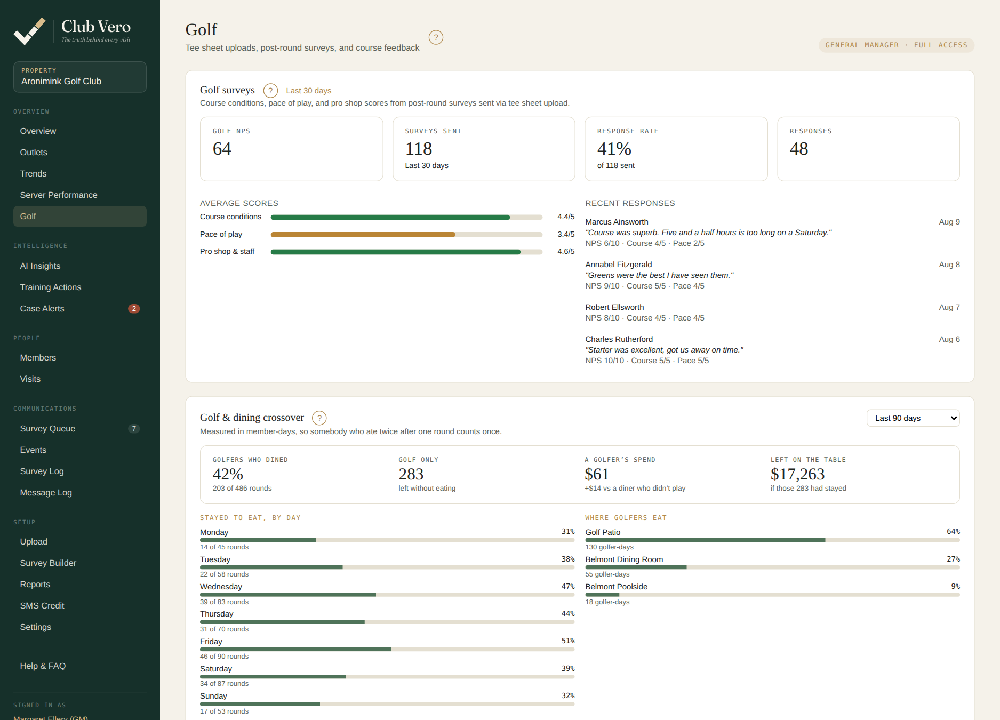 Club Vero
The truth behind every visit
PROPERTY
Aronimink Golf Club
OVERVIEW
Overview
Outlets
Trends
Server Performance
Golf
INTELLIGENCE
AI Insights
Training Actions
Case Alerts 2
PEOPLE
Members
Visits
COMMUNICATIONS
Survey Queue 7
Events
Survey Log
Message Log
SETUP
Upload
Survey Builder
Reports
SMS Credit
Settings
Help & FAQ
SIGNED IN AS
Margaret Ellery (GM)
Golf
Tee sheet uploads, post-round surveys, and course feedback
?
GENERAL MANAGER · FULL ACCESS
Golf surveys ? Last 30 days
Course conditions, pace of play, and pro shop scores from post-round surveys sent via tee sheet upload.
GOLF NPS
64
SURVEYS SENT
118
Last 30 days
RESPONSE RATE
41%
of 118 sent
RESPONSES
48
AVERAGE SCORES
Course conditions 4.4/5
Pace of play 3.4/5
Pro shop & staff 4.6/5
RECENT RESPONSES
Marcus Ainsworth Aug 9
"Course was superb. Five and a half hours is too long on a Saturday."
NPS 6/10 · Course 4/5 · Pace 2/5
Annabel Fitzgerald Aug 8
"Greens were the best I have seen them."
NPS 9/10 · Course 5/5 · Pace 4/5
Robert Ellsworth Aug 7
NPS 8/10 · Course 4/5 · Pace 4/5
Charles Rutherford Aug 6
"Starter was excellent, got us away on time."
NPS 10/10 · Course 5/5 · Pace 5/5
Golf & dining crossover ?
Last 90 days
Measured in member-days, so somebody who ate twice after one round counts once.
GOLFERS WHO DINED
42%
203 of 486 rounds
GOLF ONLY
283
left without eating
A GOLFER’S SPEND
$61
+$14 vs a diner who didn’t play
LEFT ON THE TABLE
$17,263
if those 283 had stayed
STAYED TO EAT, BY DAY
Monday 31%
14 of 45 rounds
Tuesday 38%
22 of 58 rounds
Wednesday 47%
39 of 83 rounds
Thursday 44%
31 of 70 rounds
Friday 51%
46 of 90 rounds
Saturday 39%
34 of 87 rounds
Sunday 32%
17 of 53 rounds
WHERE GOLFERS EAT
Golf Patio 64%
130 golfer-days
Belmont Dining Room 27%
55 golfer-days
Belmont Poolside 9%
18 golfer-days